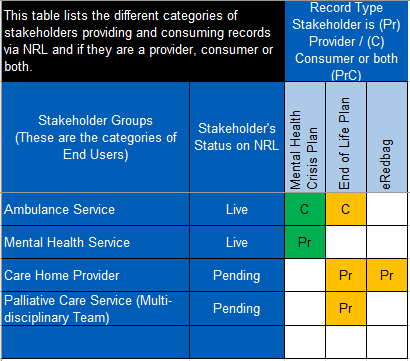 This table lists the different categories of
stakeholders providing and consuming records
via NRL and if they are a provider, consumer or
both.
Record Type
Stakeholder is (Pr)
Provider / (C)
Consumer or both
(PrC)
Stakeholder Groups
(These are the categories of
End Users)
Stakeholder's
Status on NRL
Mental Health
Crisis Plan
End of Life Plan
eRedbag
Ambulance Service Live C C
Mental Health Service Live Pr
Care Home Provider Pending Pr Pr
Palliative Care Service (Multi-
disciplinary Team) Pending Pr